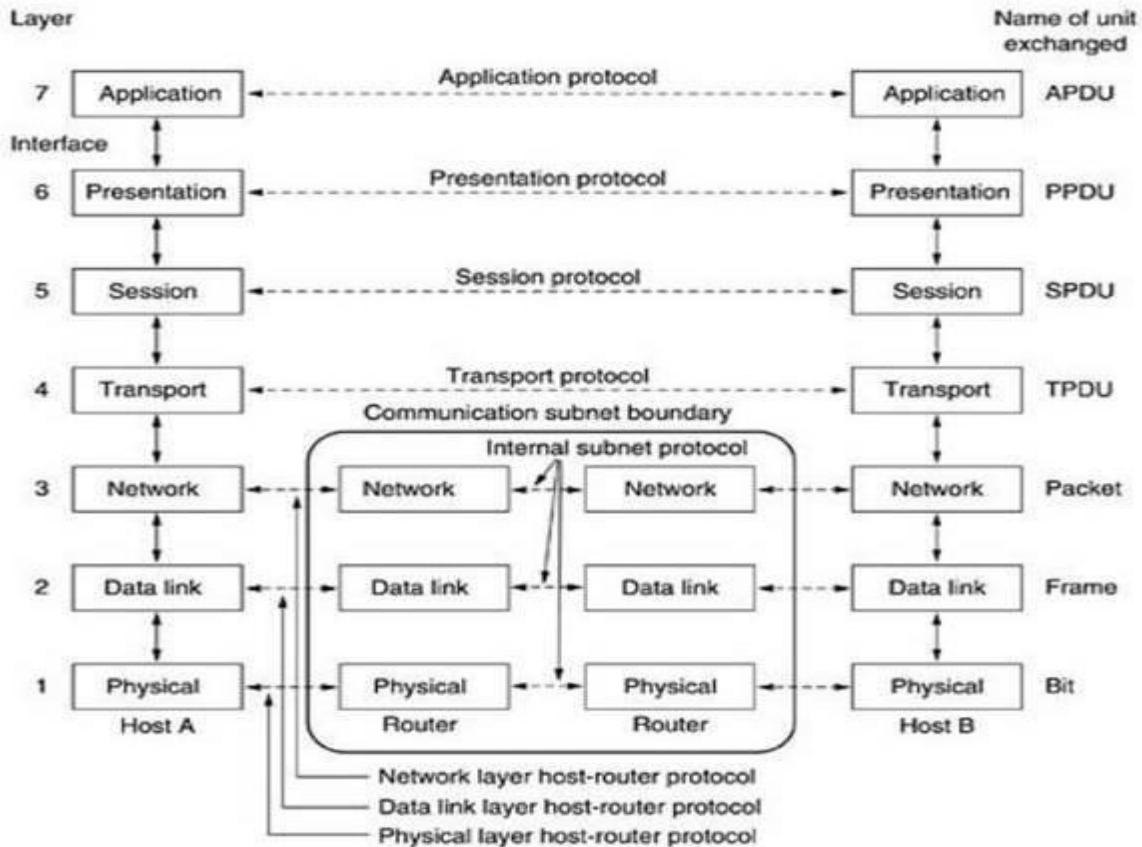 Layer
Name of unit
exchanged
7 Application Application protocol Application APDU
Interface
6 Presentation Presentation protocol Presentation PPDU
5 Session Session protocol Session SPDU
4 Transport Transport protocol Transport TPDU
Communication subnet boundary
Internal subnet protocol
3 Network Network Network Network Packet
2 Data link Data link Data link Data link Frame
1 Physical Physical Physical Physical Bit
Host A Router Router Host B
Network layer host-router protocol
Data link layer host-router protocol
Physical layer host-router protocol